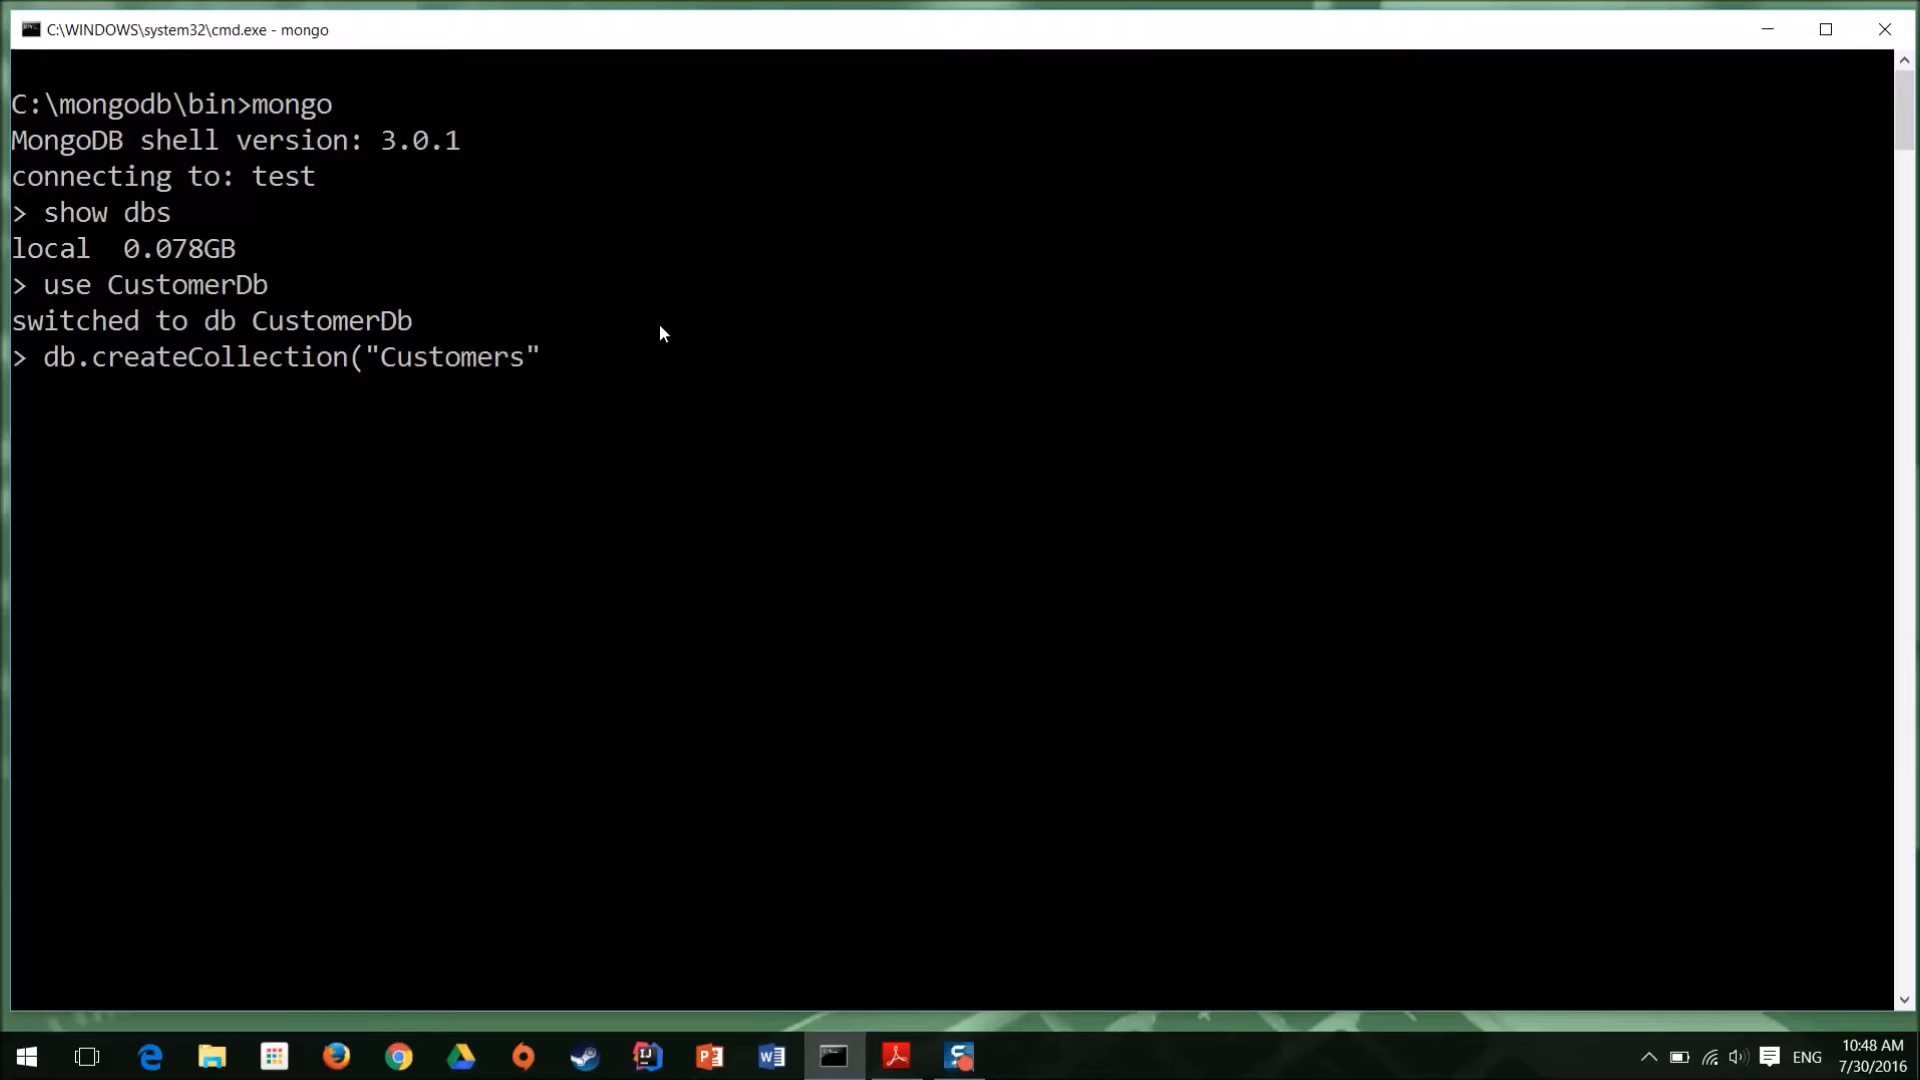 C:\WINDOWS\system32\cmd.exe - mongo
C:\mongodb\bin>mongo
MongoDB shell version: 3.0.1
connecting to: test
> show dbs
local  0.078GB
> use CustomerDb
switched to db CustomerDb
> db.createCollection("Customers"
ENG
10:48 AM
7/30/2016